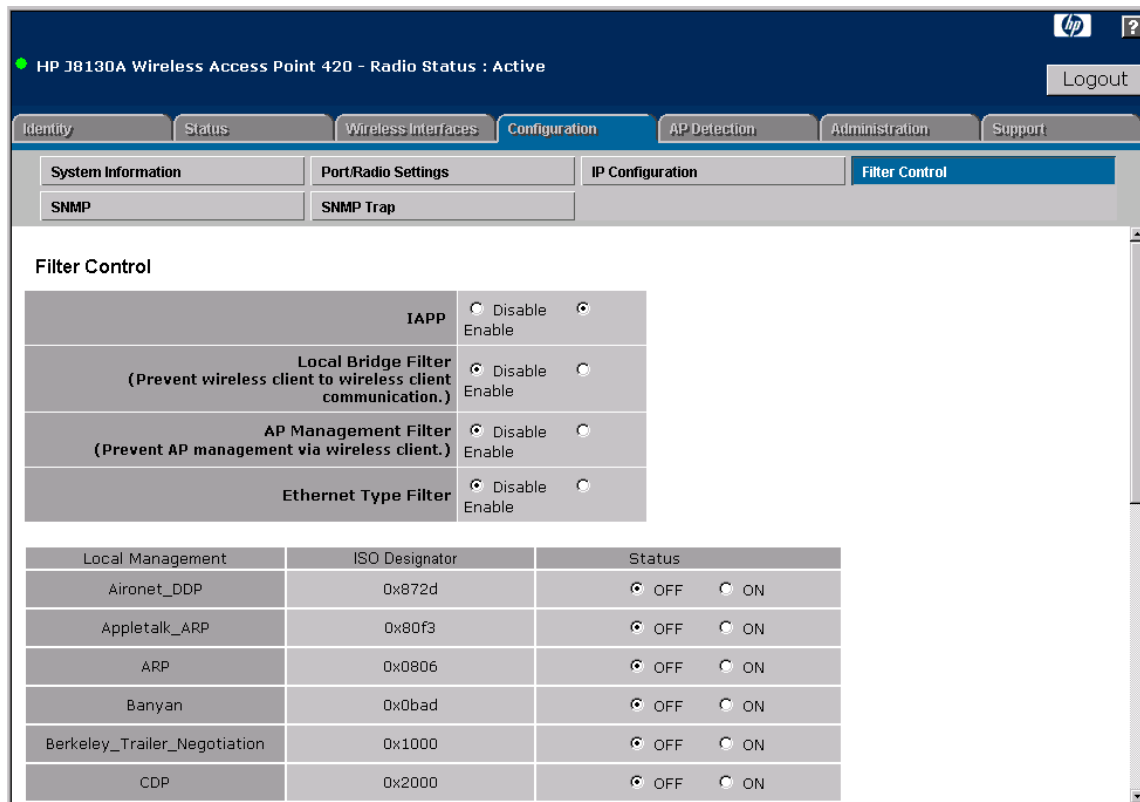 hp
?
HP J8130A Wireless Access Point 420 - Radio Status : Active
Logout
Identity Status Wireless Interfaces Configuration AP Detection Administration Support
System Information Port/Radio Settings IP Configuration Filter Control
SNMP SNMP Trap
Filter Control
IAPP Disable
Enable
Local Bridge Filter
(Prevent wireless client to wireless client
communication.) Disable
Enable
AP Management Filter
(Prevent AP management via wireless client.) Disable
Enable
Ethernet Type Filter Disable
Enable
Local Management ISO Designator Status
Aironet_DDP 0x872d OFF ON
Appletalk_ARP 0x80f3 OFF ON
ARP 0x0806 OFF ON
Banyan 0x0bad OFF ON
Berkeley_Trailer_Negotiation 0x1000 OFF ON
CDP 0x2000 OFF ON